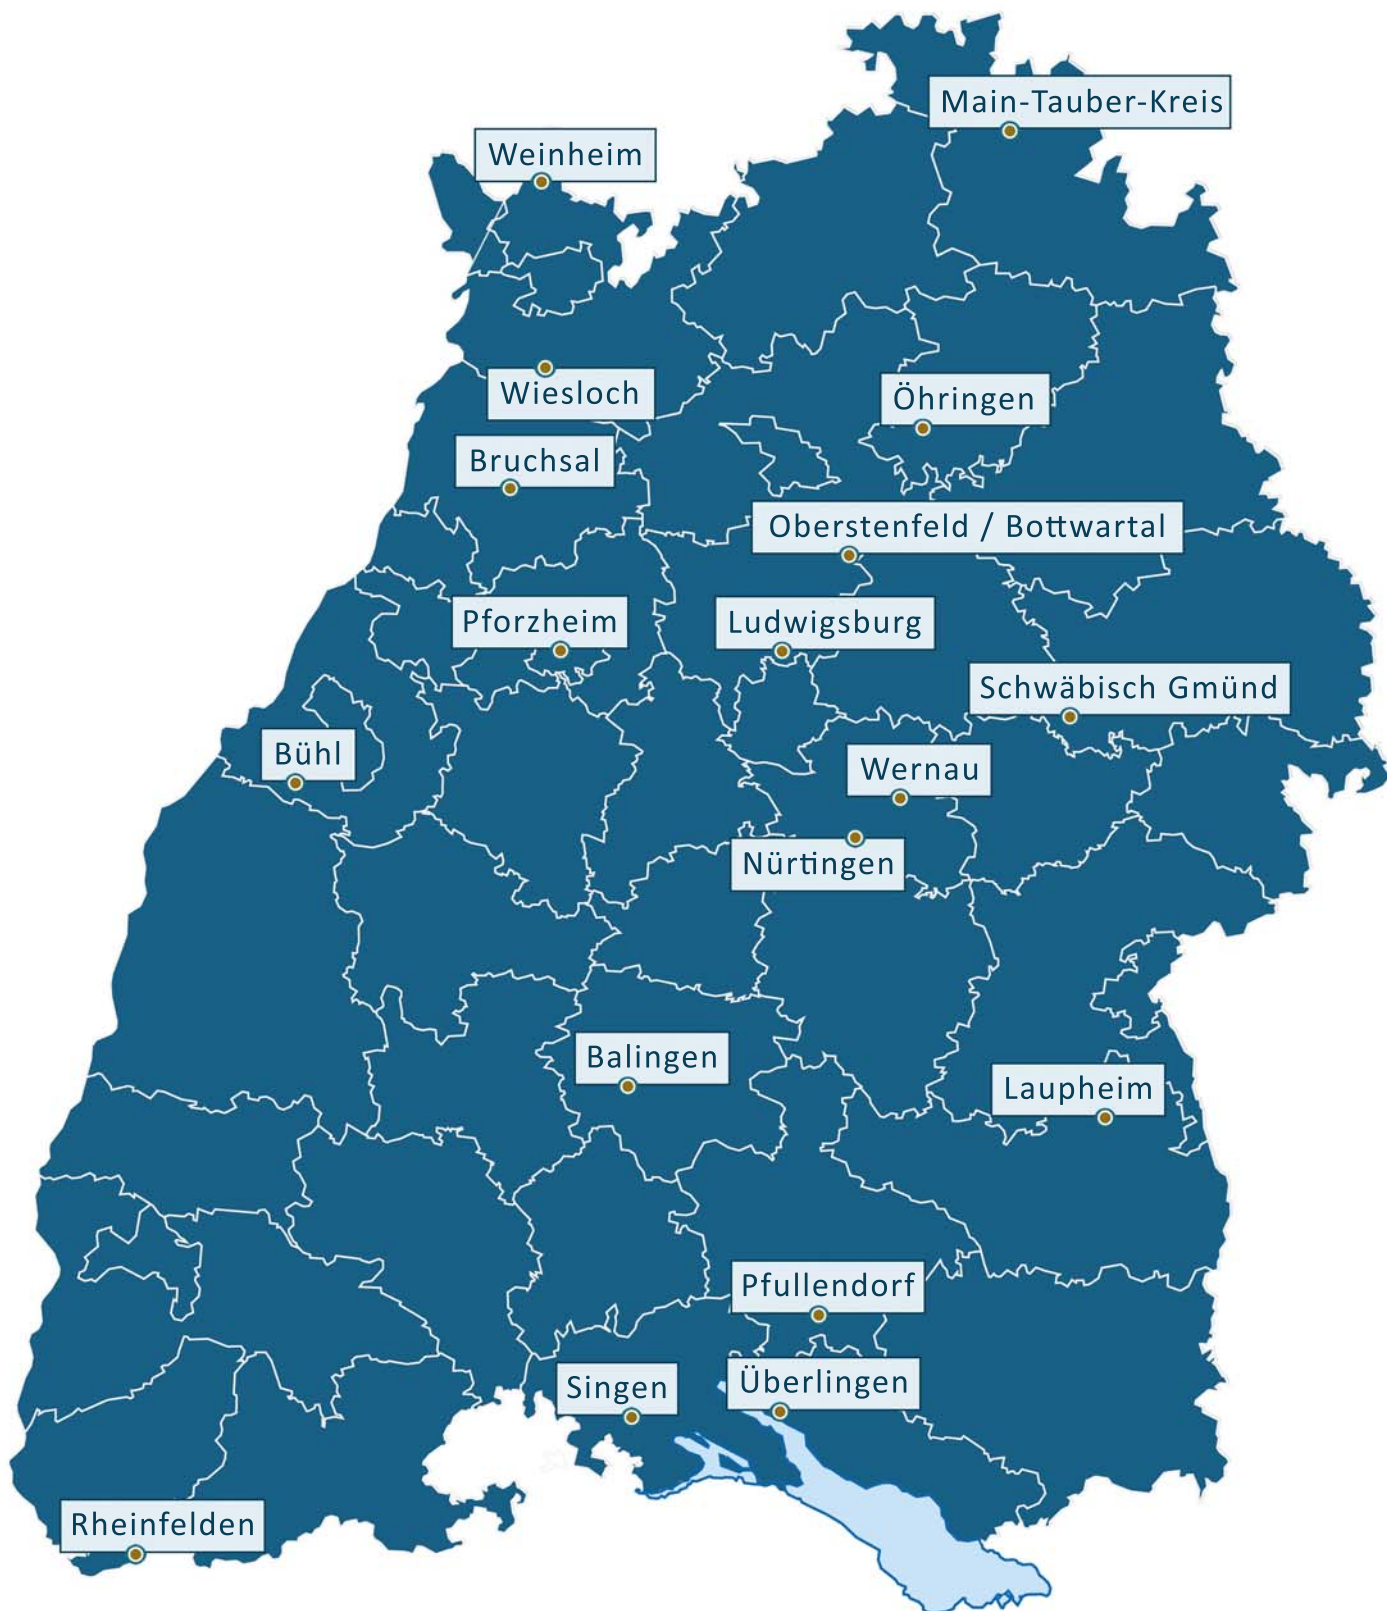 Main-Tauber-Kreis
Weinheim
Wiesloch
Öhringen
Bruchsal
Oberstenfeld / Bottwartal
Pforzheim
Ludwigsburg
Schwäbisch Gmünd
Bühl
Wernau
Nürtingen
Balingen
Laupheim
Pfullendorf
Singen
Überlingen
Rheinfelden